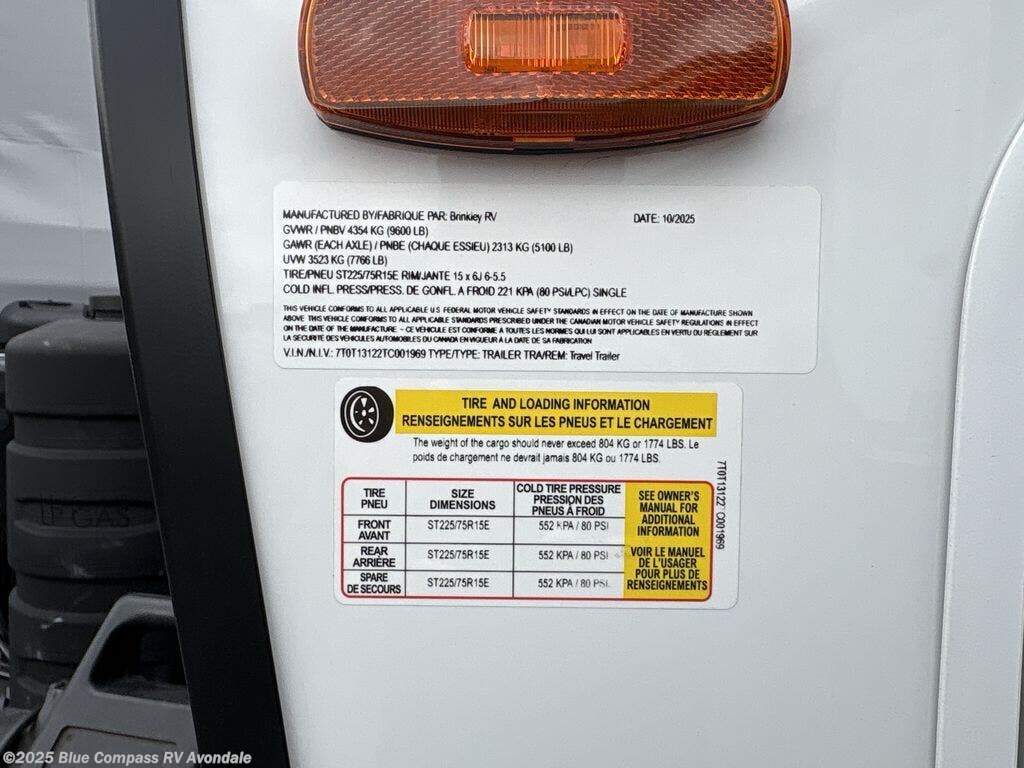 MANUFACTURED BY/FABRIQUE PAR: Brinkley RV DATE: 10/2025
GVWR / PNBV 4354 KG (9600 LB)
GAWR (EACH AXLE) / PNBE (CHAQUE ESSIEU) 2313 KG (5100 LB)
UVW 3523 KG (7766 LB)
TIRE/PNEU ST225/75R15E RIM/JANTE 15 x 6J 6-5.5
COLD INFL. PRESS/PRESS. DE GONFL. A FROID 221 KPA (80 PSI/LPC) SINGLE
THIS VEHICLE CONFORMS TO ALL APPLICABLE U.S FEDERAL MOTOR VEHICLE SAFETY STANDARDS IN EFFECT ON THE DATE OF MANUFACTURE SHOWN
ABOVE THIS VEHICLE CONFORMS TO ALL APPLICABLE STANDARDS PRESCRIBED UNDER THE CANADIAN MOTOR VEHICLE SAFETY REGULATIONS IN EFFECT
ON THE DATE OF THE MANUFACTURE - CE VEHICULE EST CONFORME A TOUTES LES NORMES QUI LUI SONT APPLICABLES EN VERTU DU REGLEMENT SUR
LA SECURITE DES VEHICULES AUTOMOBILES DU CANADA EN VIGUEUR A LA DATE DE SA FABRICATION
V.I.N./N.I.V.: 7T0T13122TC001969 TYPE/TYPE: TRAILER TRA/REM: Travel Trailer
TIRE AND LOADING INFORMATION
RENSEIGNEMENTS SUR LES PNEUS ET LE CHARGEMENT
The weight of the cargo should never exceed 804 KG or 1774 LBS. Le
poids de chargement ne devrait jamais 804 KG ou 1774 LBS.
TIRE
PNEU
SIZE
DIMENSIONS
COLD TIRE PRESSURE
PRESSION DES
PNEUS À FROID
FRONT
AVANT
ST225/75R15E
552 KPA / 80 PSI
REAR
ARRIÈRE
ST225/75R15E
552 KPA / 80 PSI
SPARE
DE SECOURS
ST225/75R15E
552 KPA / 80 PSI
SEE OWNER'S
MANUAL FOR
ADDITIONAL
INFORMATION
VOIR LE MANUEL
DE L'USAGER
POUR PLUS DE
RENSEIGNEMENTS
7T0T13122 C001969
LP GAS
©2025 Blue Compass RV Avondale